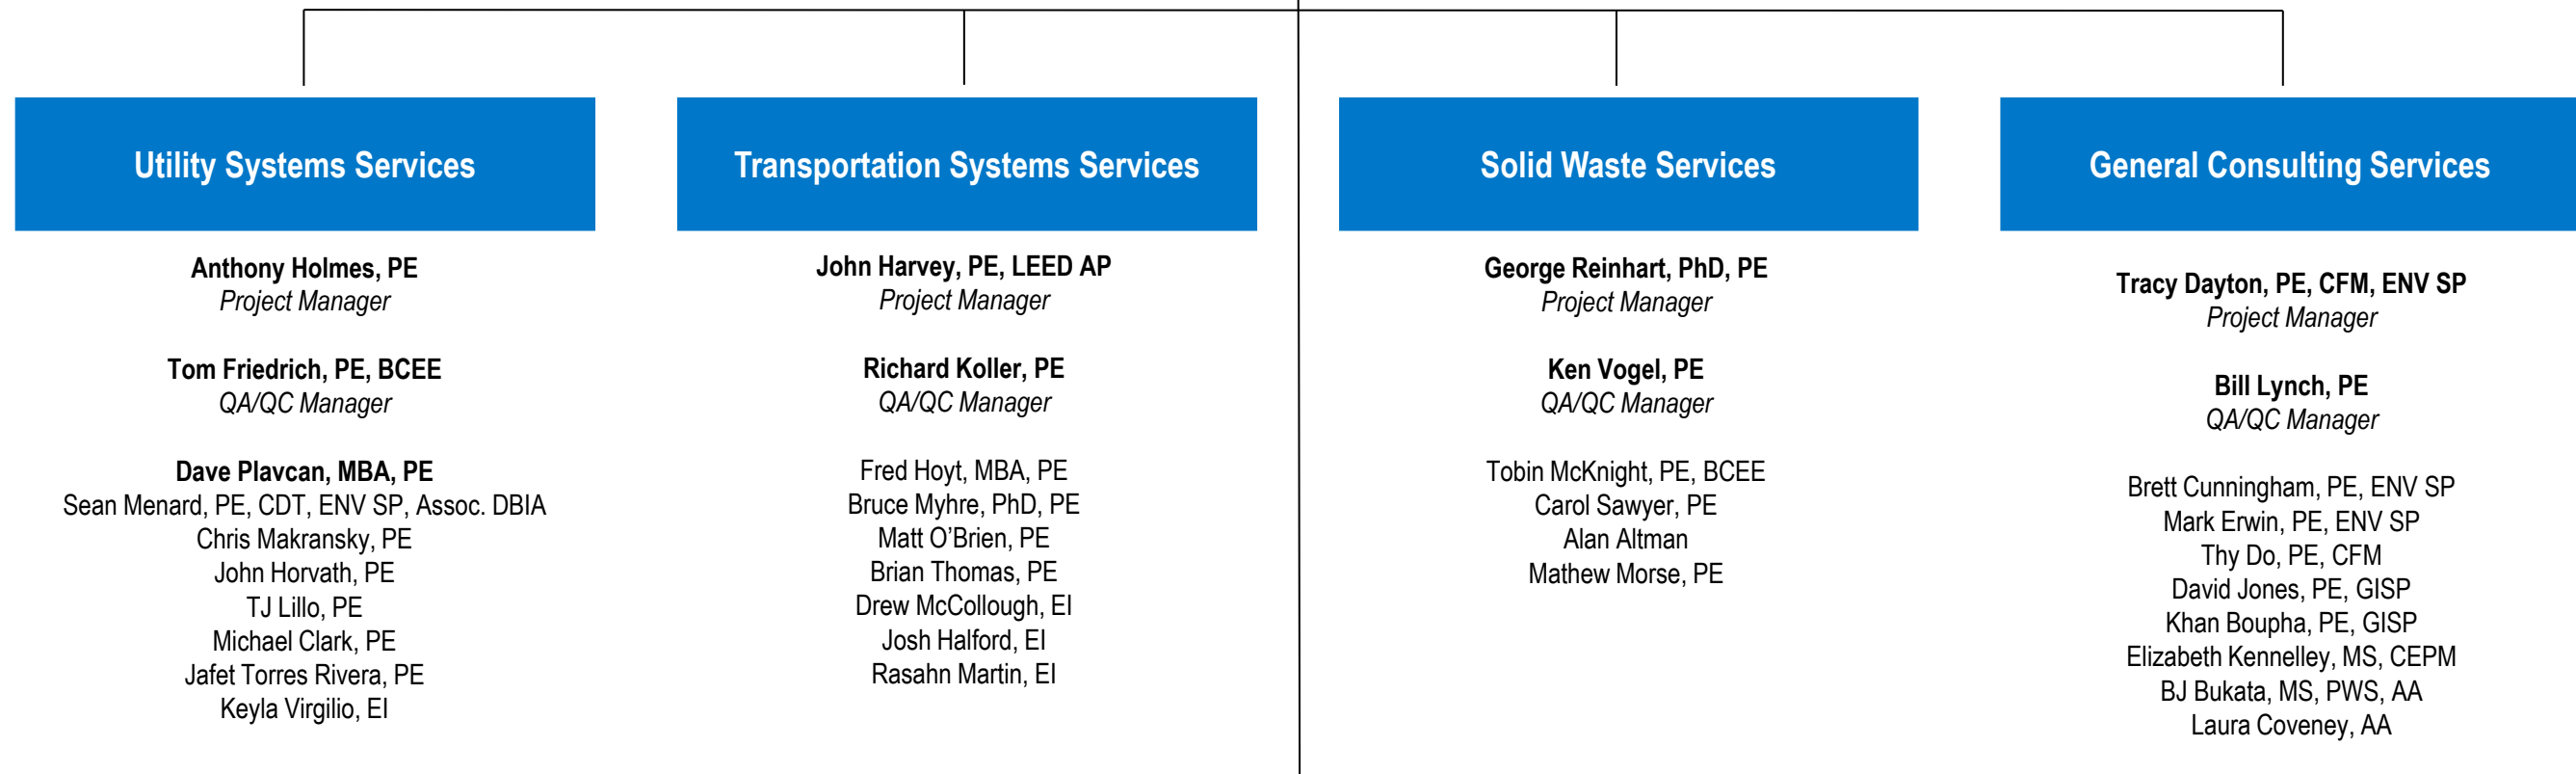 Utility Systems Services
Anthony Holmes, PE
Project Manager
Tom Friedrich, PE, BCEE
QA/QC Manager
Dave Plavcan, MBA, PE
Sean Menard, PE, CDT, ENV SP, Assoc. DBIA
Chris Makransky, PE
John Horvath, PE
TJ Lillo, PE
Michael Clark, PE
Jafet Torres Rivera, PE
Keyla Virgilio, EI
Transportation Systems Services
John Harvey, PE, LEED AP
Project Manager
Richard Koller, PE
QA/QC Manager
Fred Hoyt, MBA, PE
Bruce Myhre, PhD, PE
Matt O’Brien, PE
Brian Thomas, PE
Drew McCollough, EI
Josh Halford, EI
Rasahn Martin, EI
Solid Waste Services
George Reinhart, PhD, PE
Project Manager
Ken Vogel, PE
QA/QC Manager
Tobin McKnight, PE, BCEE
Carol Sawyer, PE
Alan Altman
Mathew Morse, PE
General Consulting Services
Tracy Dayton, PE, CFM, ENV SP
Project Manager
Bill Lynch, PE
QA/QC Manager
Brett Cunningham, PE, ENV SP
Mark Erwin, PE, ENV SP
Thy Do, PE, CFM
David Jones, PE, GISP
Khan Boupha, PE, GISP
Elizabeth Kennelley, MS, CEPM
BJ Bukata, MS, PWS, AA
Laura Coveney, AA